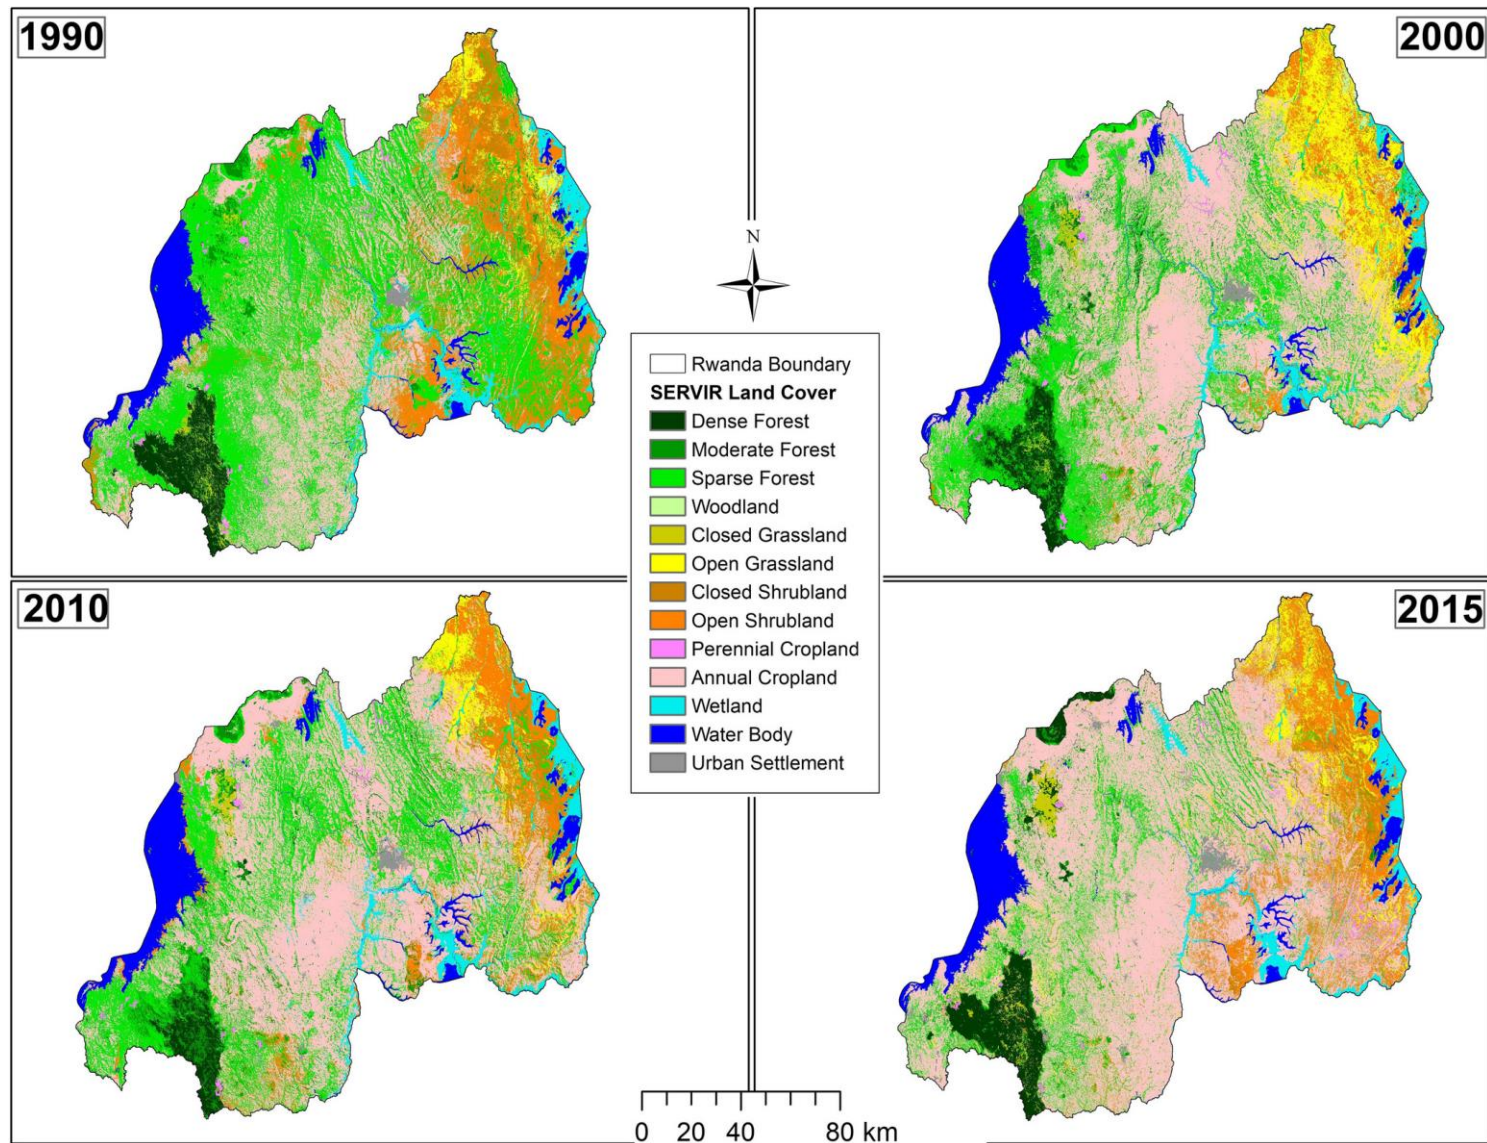 1990
2000
N
Rwanda Boundary
SERVIR Land Cover
Dense Forest
Moderate Forest
Sparse Forest
Woodland
Closed Grassland
Open Grassland
Closed Shrubland
Open Shrubland
Perennial Cropland
Annual Cropland
Wetland
Water Body
Urban Settlement
2010
2015
0 20 40 80 km